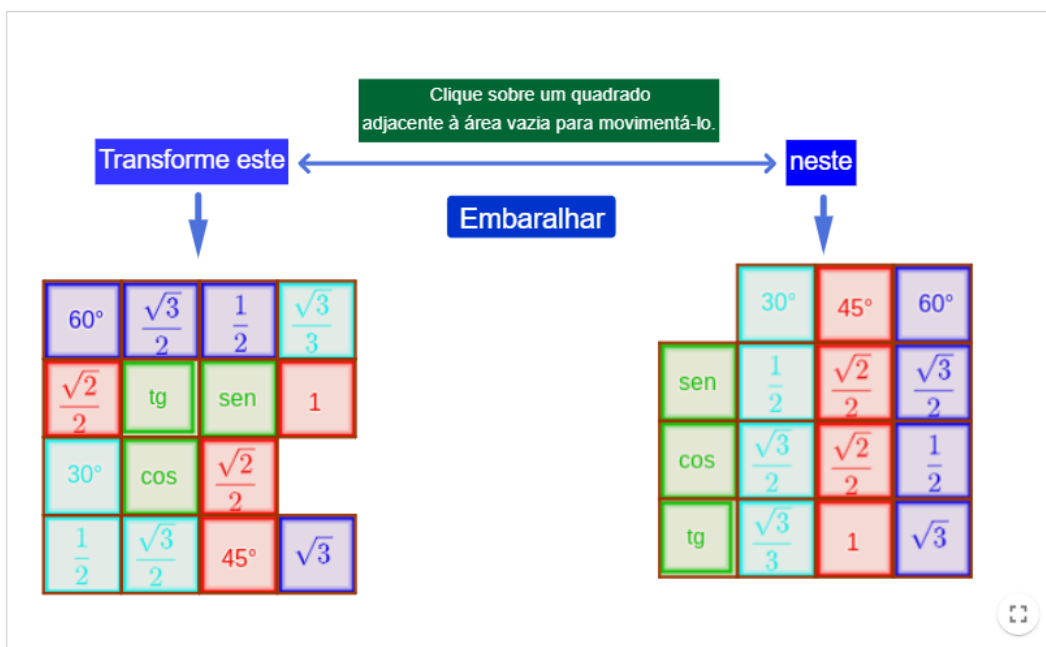 Clique sobre um quadrado
adjacente à área vazia para movimentá-lo.
Transforme este
neste
Embaralhar
60° √3/2 1/2 √3/3
√2/2 tg sen 1
30° cos √2/2
1/2 √3/2 45° √3
30° 45° 60°
sen 1/2 √2/2 √3/2
cos √3/2 √2/2 1/2
tg √3/3 1 √3